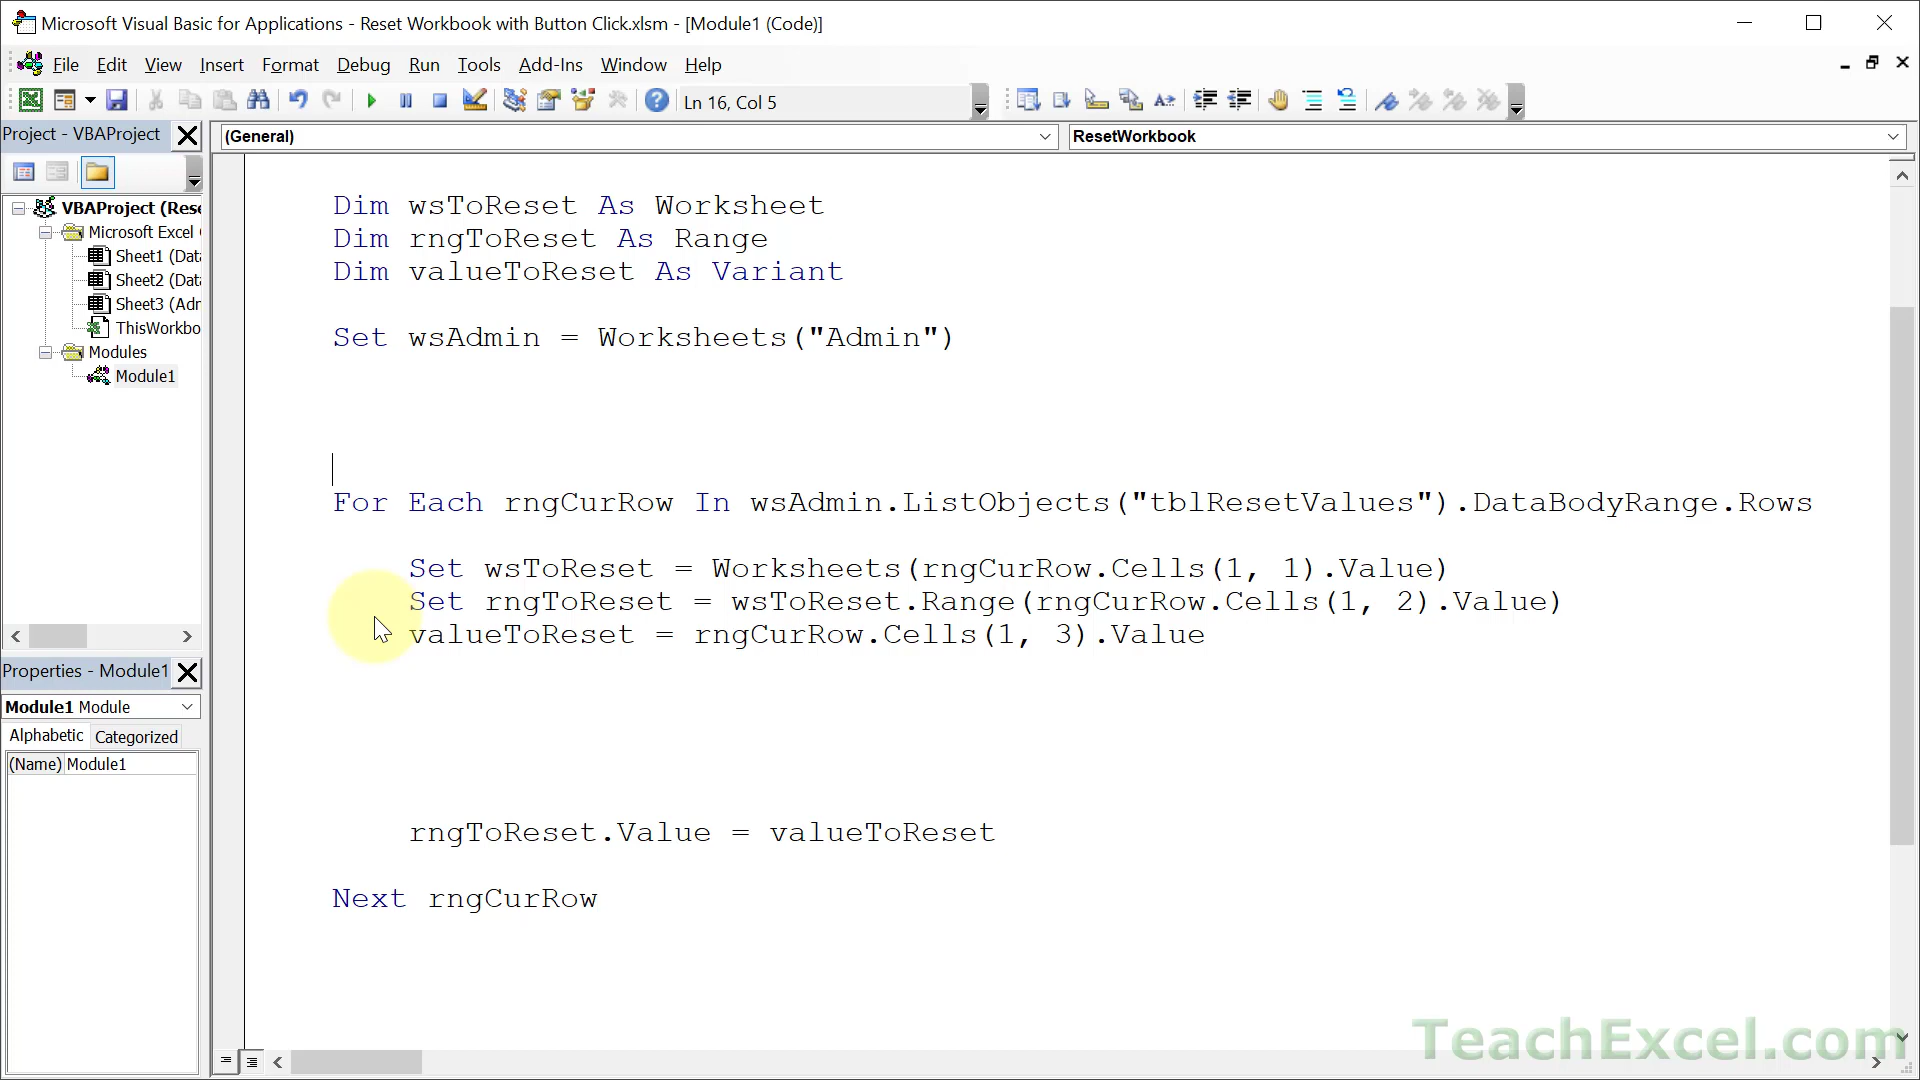 Microsoft Visual Basic for Applications - Reset Workbook with Button Click.xlsm - [Module1 (Code)]
File Edit View Insert Format Debug Run Tools Add-Ins Window Help
Ln 16, Col 5
Project - VBAProject
(General)
ResetWorkbook
VBAProject (Rese
Microsoft Excel
Sheet1 (Dat
Sheet2 (Dat
Sheet3 (Adr
ThisWorkbo
Modules
Module1
Properties - Module1
Module1 Module
Alphabetic Categorized
(Name) Module1
Dim wsToReset As Worksheet
Dim rngToReset As Range
Dim valueToReset As Variant
Set wsAdmin = Worksheets("Admin")
For Each rngCurRow In wsAdmin.ListObjects("tblResetValues").DataBodyRange.Rows
Set wsToReset = Worksheets(rngCurRow.Cells(1, 1).Value)
Set rngToReset = wsToReset.Range(rngCurRow.Cells(1, 2).Value)
valueToReset = rngCurRow.Cells(1, 3).Value
rngToReset.Value = valueToReset
Next rngCurRow
TeachExcel.com